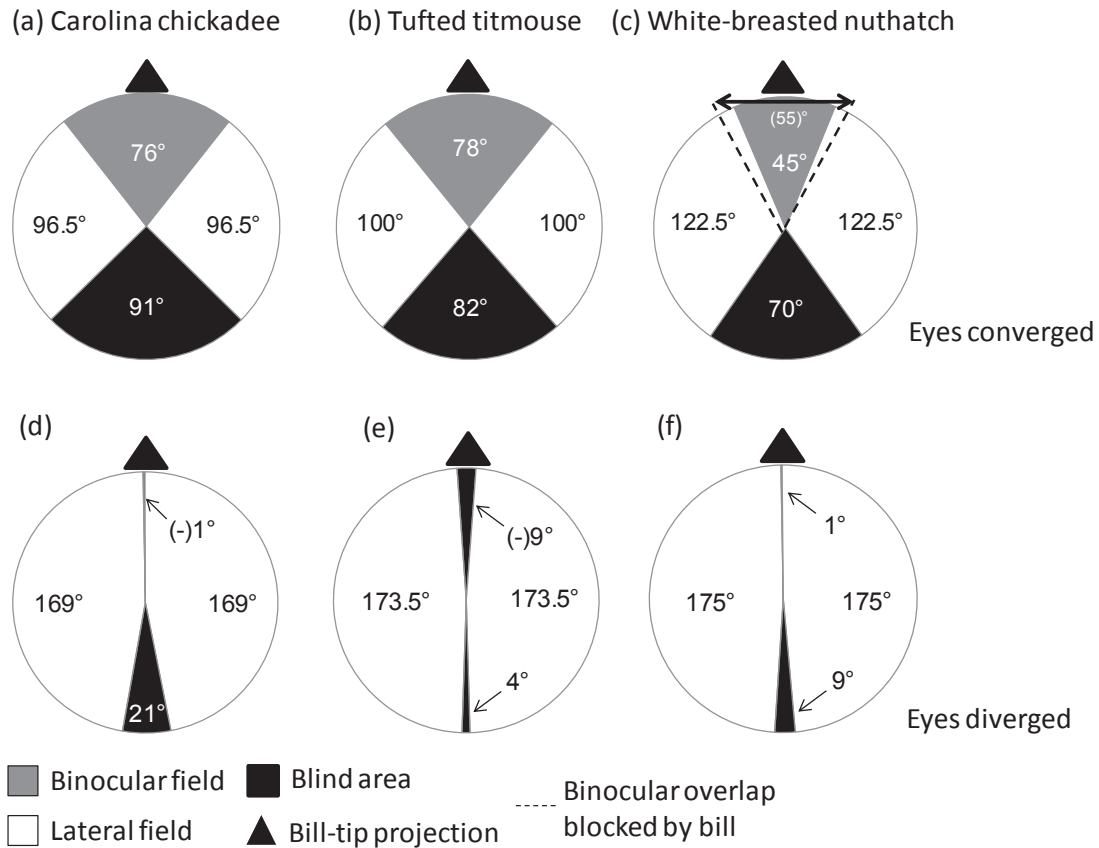 (a) Carolina chickadee
(b) Tufted titmouse
(c) White-breasted nuthatch
76°
96.5°
96.5°
91°
78°
100°
100°
82°
(55)°
45°
122.5°
122.5°
70°
Eyes converged
(d)
(-)1°
169°
169°
21°
(e)
(-)9°
173.5°
173.5°
4°
(f)
1°
175°
175°
9°
Eyes diverged
Binocular field
Lateral field
Blind area
Bill-tip projection
Binocular overlap
blocked by bill